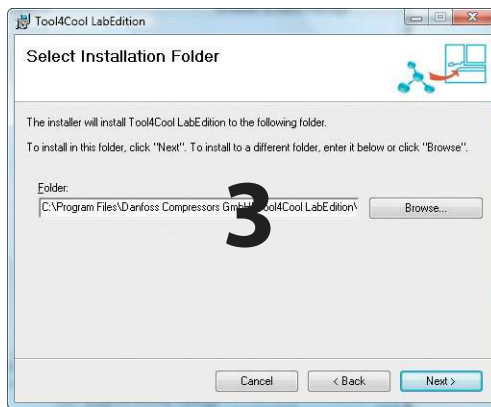 Tool4Cool LabEdition
Select Installation Folder
The installer will install Tool4Cool LabEdition to the following folder.
To install in this folder, click "Next". To install to a different folder, enter it below or click "Browse".
Folder:
C:\Program Files\Danfoss Compressors GmbH\Tool4Cool LabEdition\
Browse...
3
Cancel
< Back
Next >